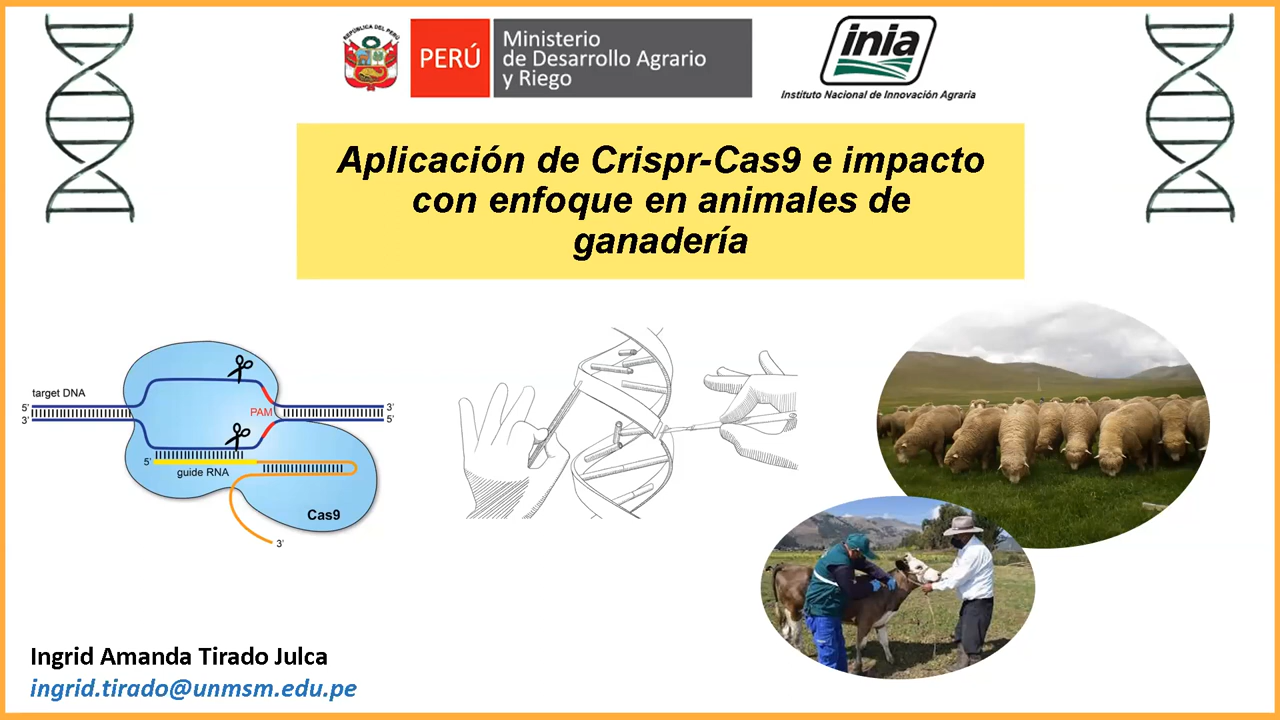 REPÚBLICA DEL PERÚ
PERÚ
Ministerio
de Desarrollo Agrario
y Riego
inia
Instituto Nacional de Innovación Agraria
Aplicación de Crispr-Cas9 e impacto
con enfoque en animales de
ganadería
target DNA
5'
3'
PAM
3'
5'
5'
guide RNA
Cas9
3'
Ingrid Amanda Tirado Julca
ingrid.tirado@unmsm.edu.pe